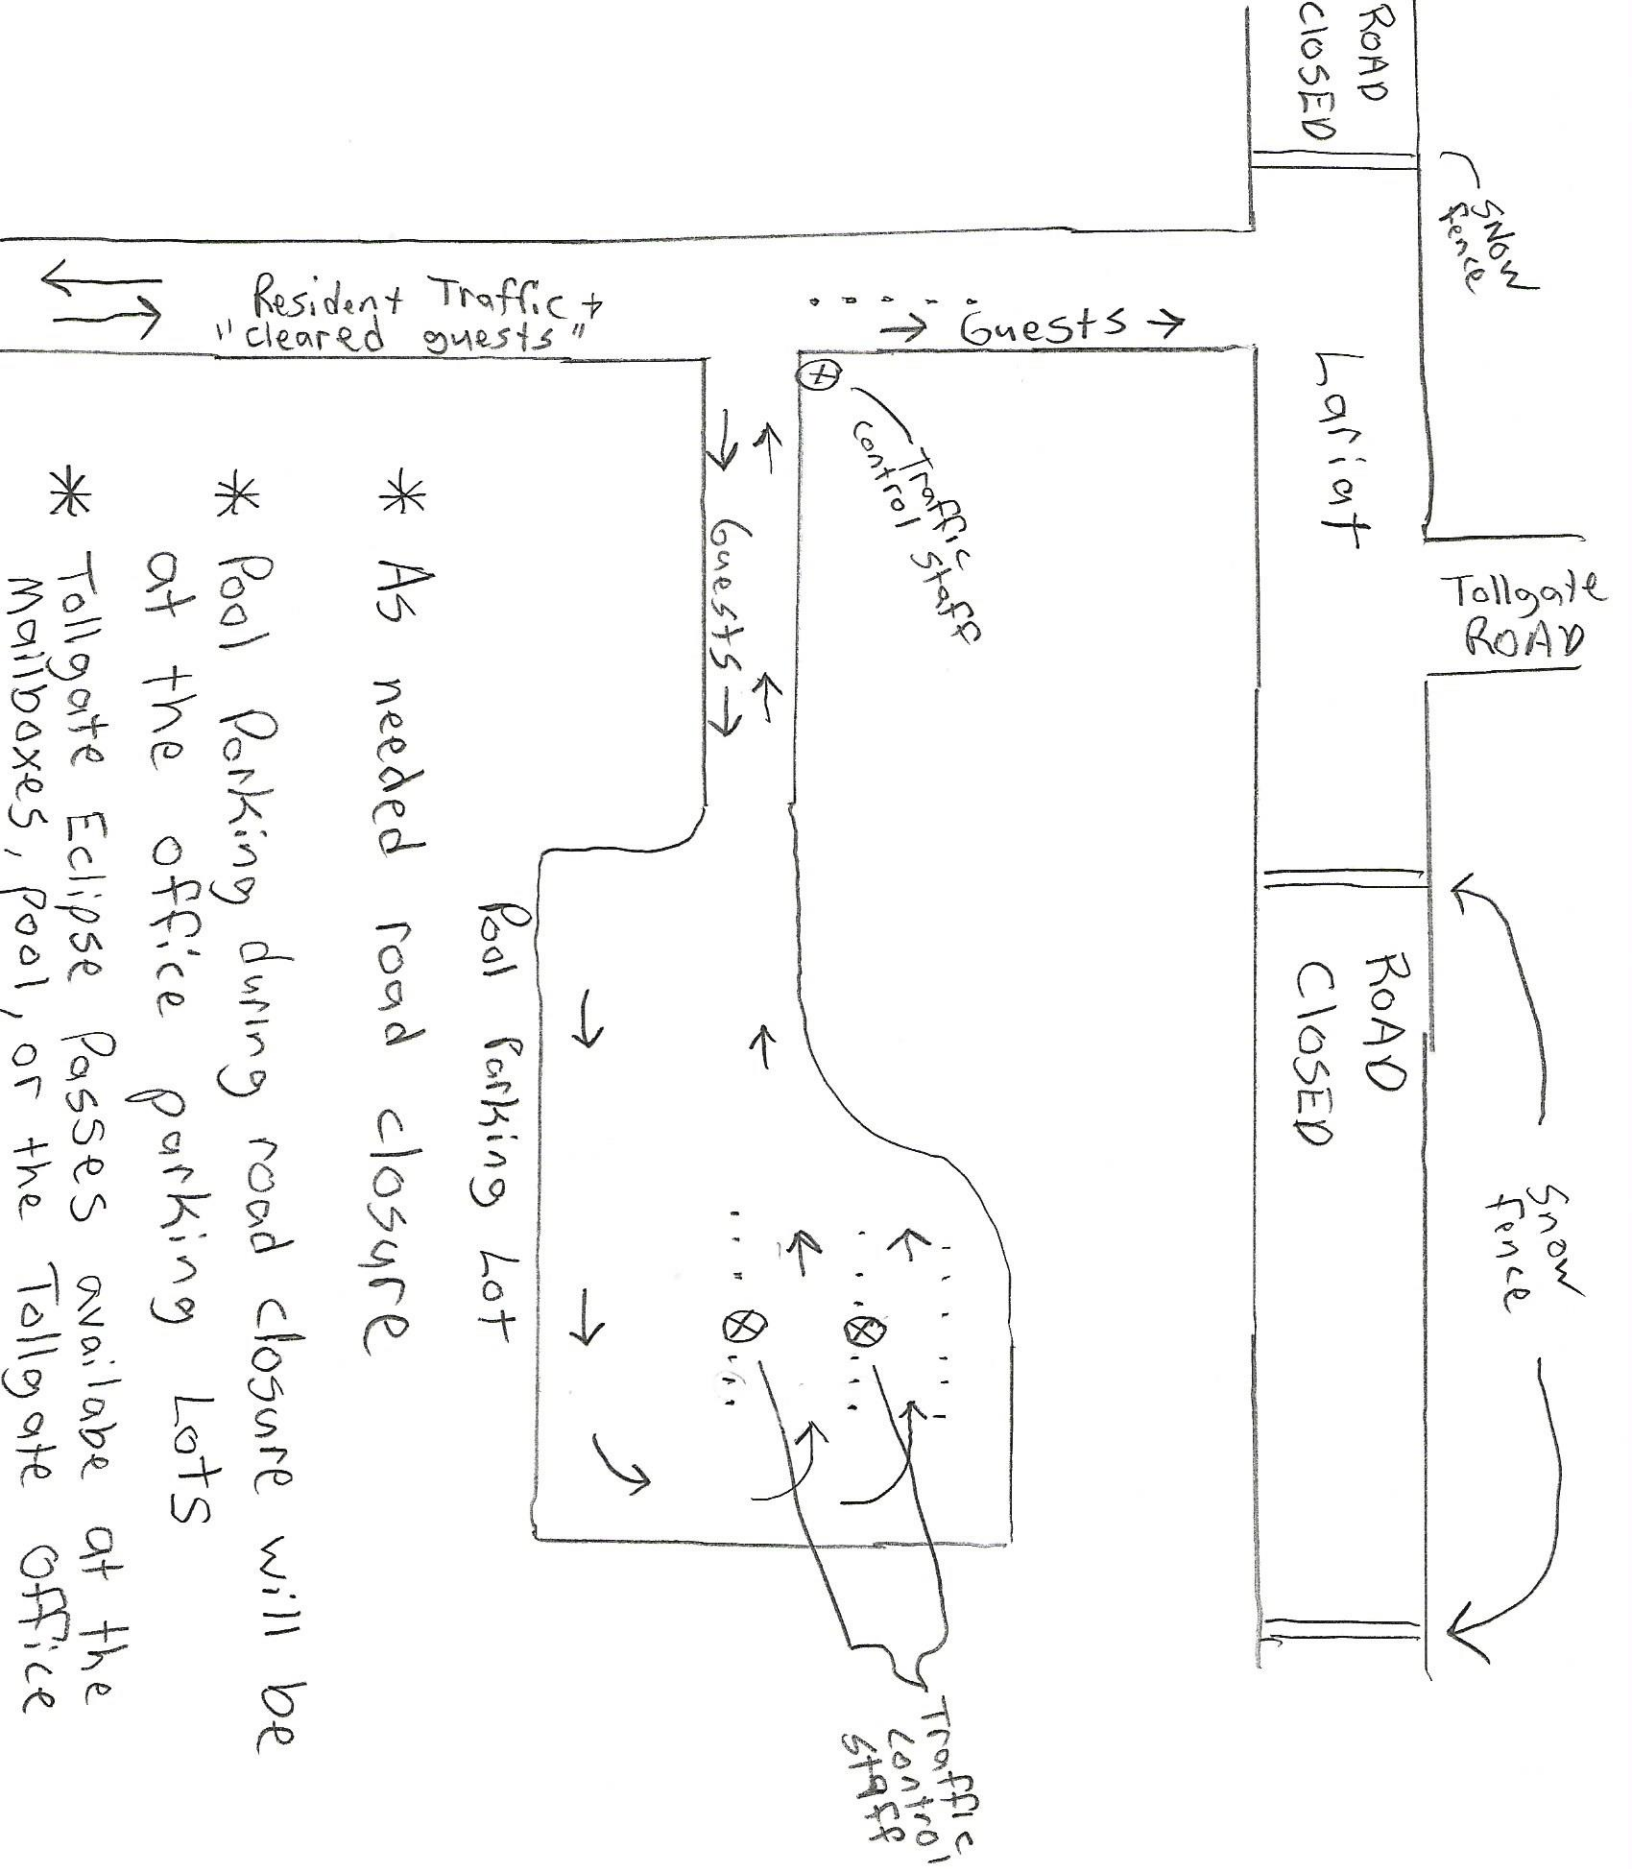 ROAD
CLOSED
Snow
fence
Lariat
Tollgate
ROAD
ROAD
CLOSED
Snow
fence
Resident Traffic +
"cleared guests"
Guests
Traffic
control staff
Guests
Pool Parking Lot
Traffic
Control
Staff
* As needed road closure
* Pool Parking during road closure will be
at the office parking Lots
* Tollgate Eclipse Passes availabe at the
Mailboxes, Pool, or the Tollgate Office